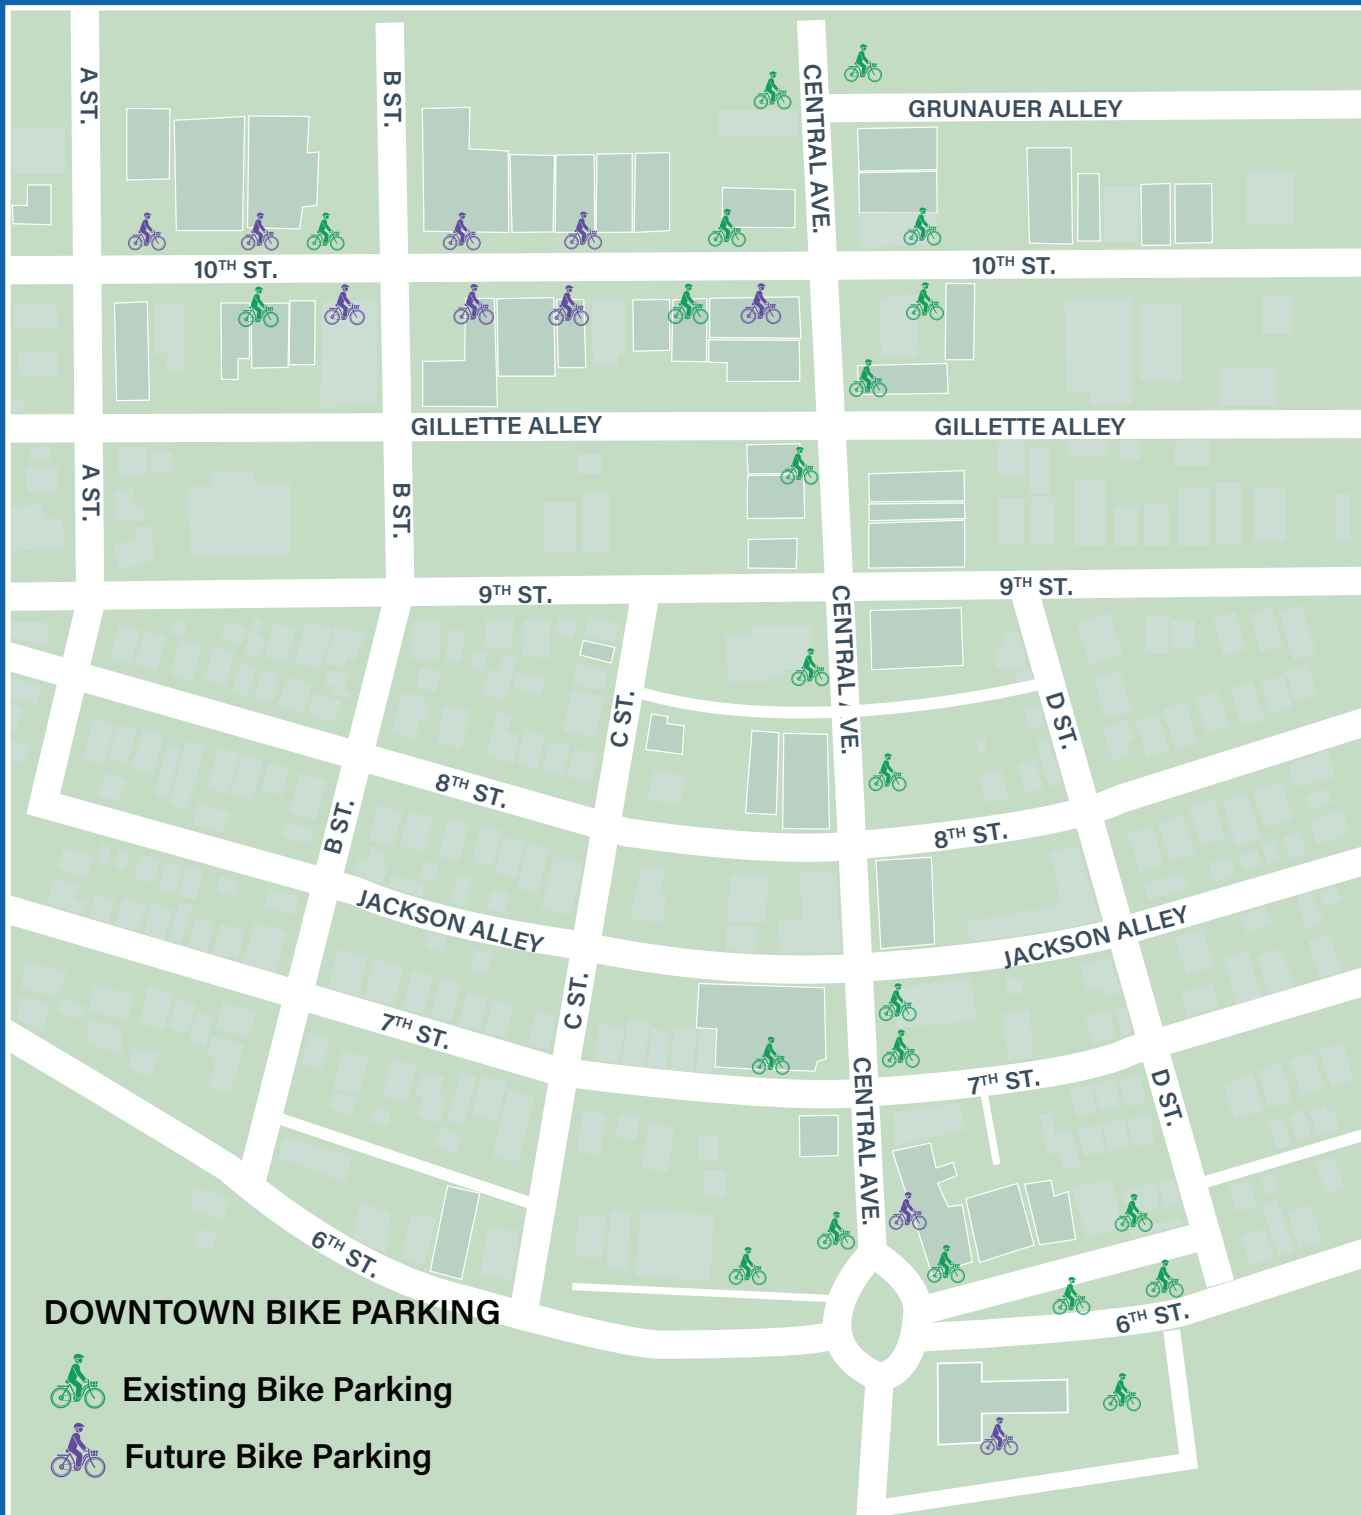 A ST.
B ST.
CENTRAL AVE.
GRUNAUER ALLEY
10TH ST.
10TH ST.
GILLETTE ALLEY
GILLETTE ALLEY
A ST.
B ST.
9TH ST.
9TH ST.
CENTRAL AVE.
C ST.
D ST.
8TH ST.
B ST.
8TH ST.
JACKSON ALLEY
JACKSON ALLEY
C ST.
7TH ST.
CENTRAL AVE.
7TH ST.
D ST.
6TH ST.
6TH ST.
DOWNTOWN BIKE PARKING
Existing Bike Parking
Future Bike Parking